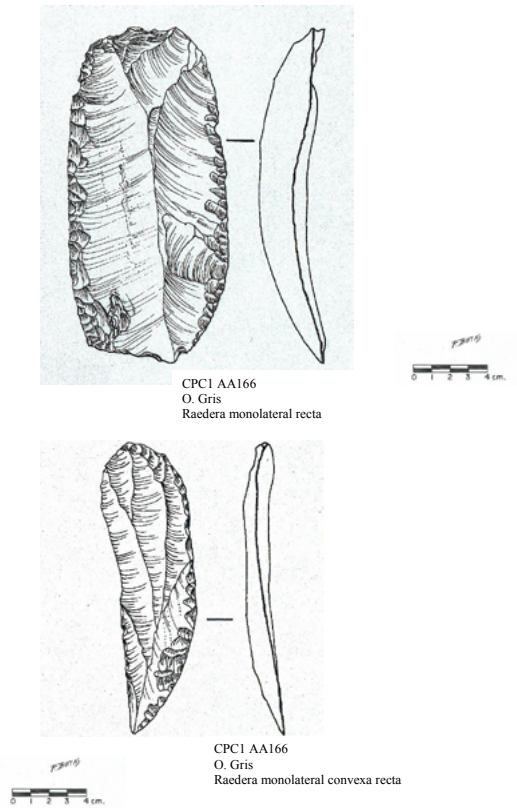 CPC1 AA166
O. Gris
Raedera monolateral recta
0 1 2 3 4 cm.
CPC1 AA166
O. Gris
Raedera monolateral convexa recta
0 1 2 3 4 cm.